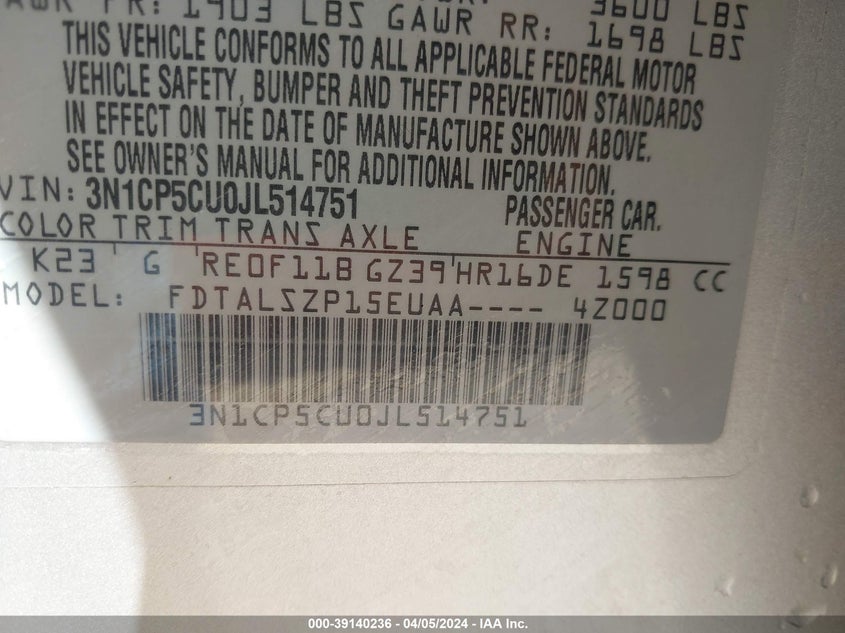 GAWR FR: 1903 LBS GAWR RR: 3600 LBS
1698 LBS
THIS VEHICLE CONFORMS TO ALL APPLICABLE FEDERAL MOTOR
VEHICLE SAFETY, BUMPER AND THEFT PREVENTION STANDARDS
IN EFFECT ON THE DATE OF MANUFACTURE SHOWN ABOVE.
SEE OWNER'S MANUAL FOR ADDITIONAL INFORMATION.
VIN: 3N1CP5CU0JL514751 PASSENGER CAR.
COLOR TRIM TRANS AXLE ENGINE
K23 G RE0F11B GZ39 HR16DE 1598 CC
MODEL: FDTALSZP15EUAA---- 4Z000
3N1CP5CU0JL514751
000-39140236 - 04/05/2024 - IAA Inc.